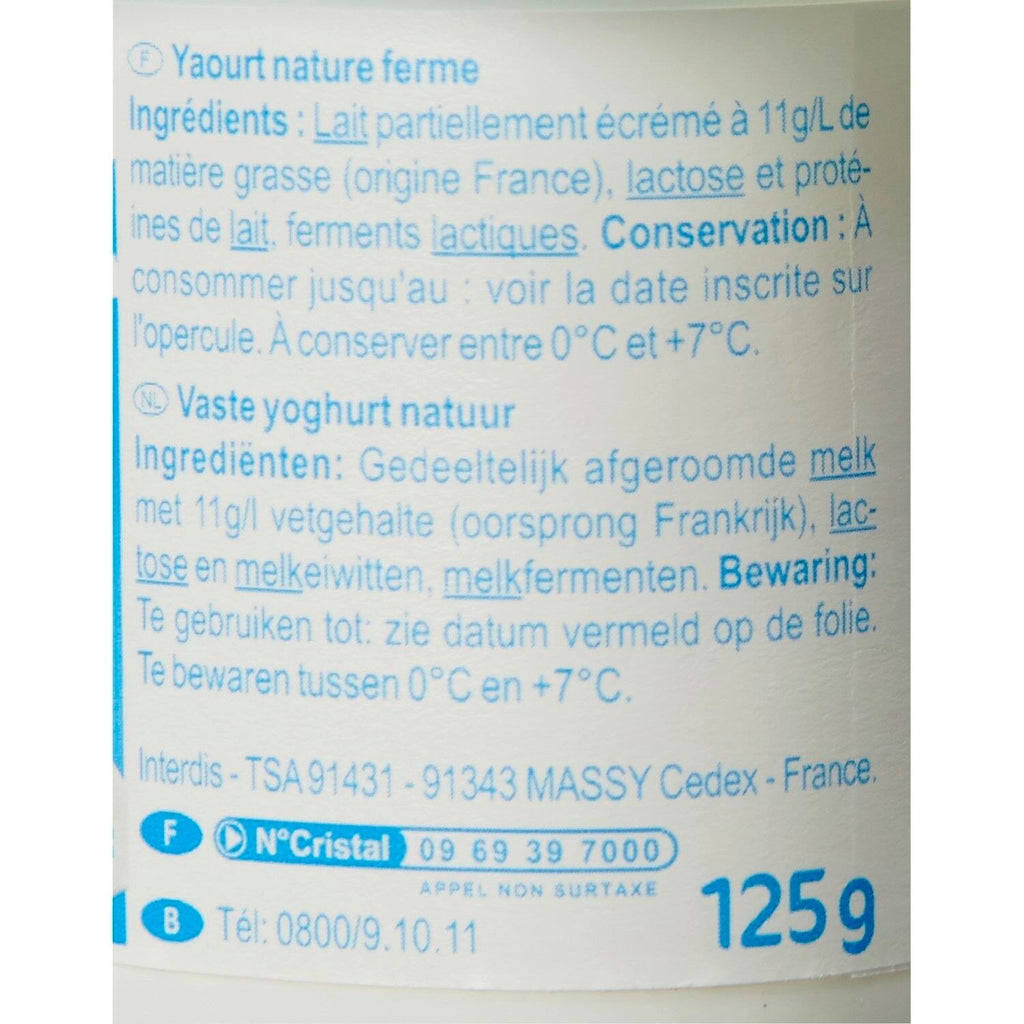 F Yaourt nature ferme
Ingrédients : Lait partiellement écrémé à 11g/L de
matière grasse (origine France), lactose et proté-
ines de lait, ferments lactiques. Conservation : À
consommer jusqu'au : voir la date inscrite sur
l'opercule. À conserver entre 0°C et +7°C.
NL Vaste yoghurt natuur
Ingrediënten: Gedeeltelijk afgeroomde melk
met 11g/l vetgehalte (oorsprong Frankrijk), lac-
tose en melkeiwitten, melkfermenten. Bewaring:
Te gebruiken tot: zie datum vermeld op de folie.
Te bewaren tussen 0°C en +7°C.
Interdis - TSA 91431 - 91343 MASSY Cedex - France.
F N°Cristal 09 69 39 7000
APPEL NON SURTAXE
B Tél: 0800/9.10.11
125g